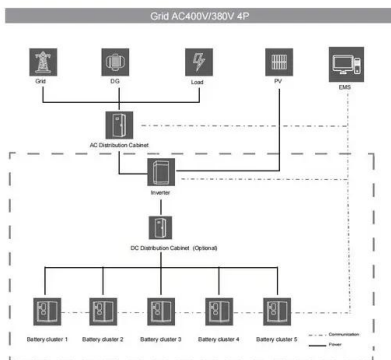 Grid AC400V/380V 4P
Grid
DG
Load
PV
EMS
AC Distribution Cabinet
Inverter
DC Distribution Cabinet (Optional)
Battery cluster 1
Battery cluster 2
Battery cluster 3
Battery cluster 4
Battery cluster 5
Communication
Power